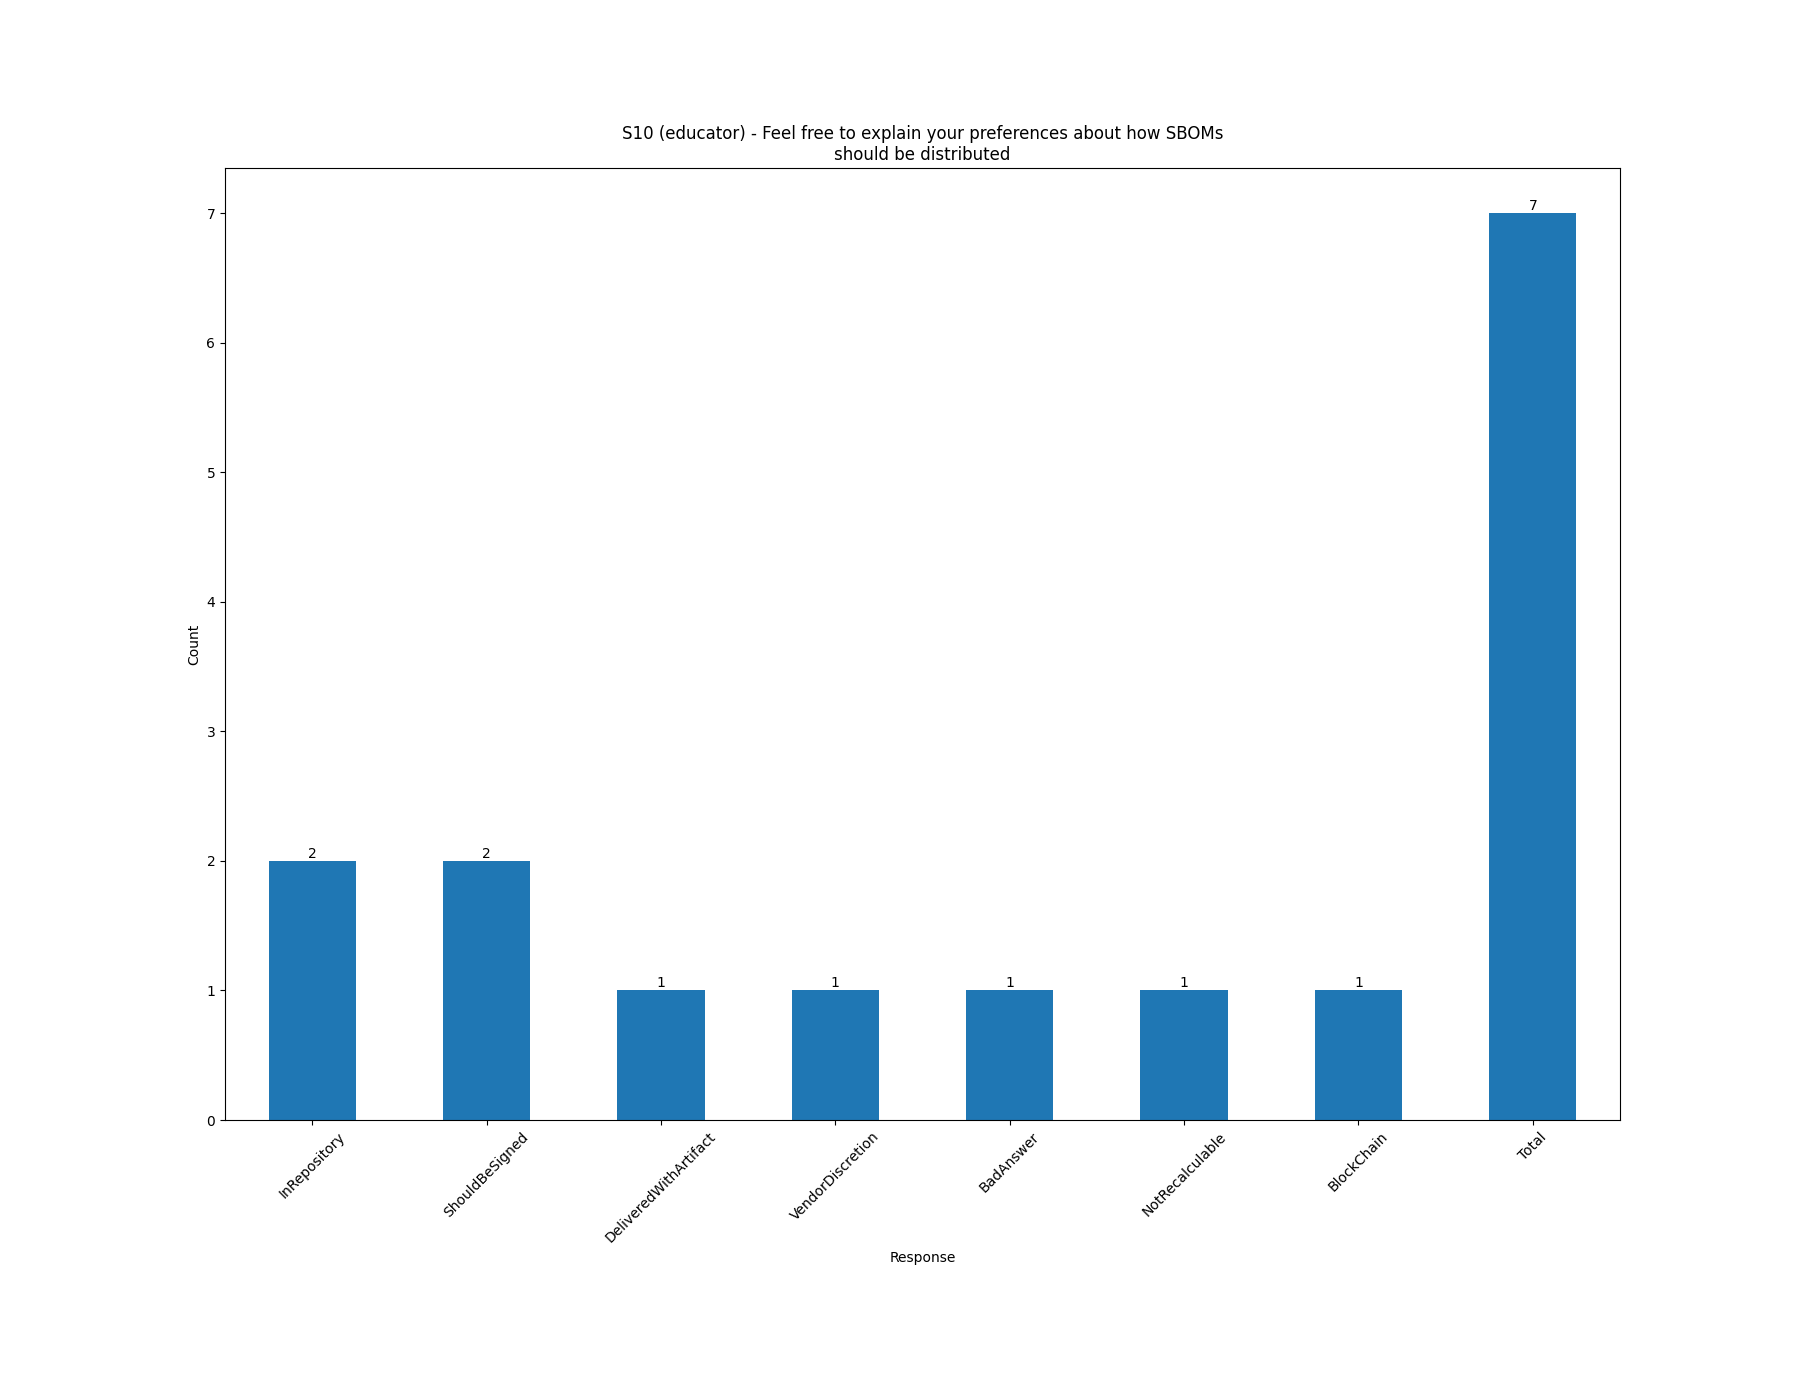 S10 (educator) - Feel free to explain your preferences about how SBOMs
should be distributed
7
6
5
4
3
2
1
0
Count
2
2
1
1
1
1
1
7
InRepository
ShouldBeSigned
DeliveredWithArtifact
VendorDiscretion
BadAnswer
NotRecalculable
BlockChain
Total
Response